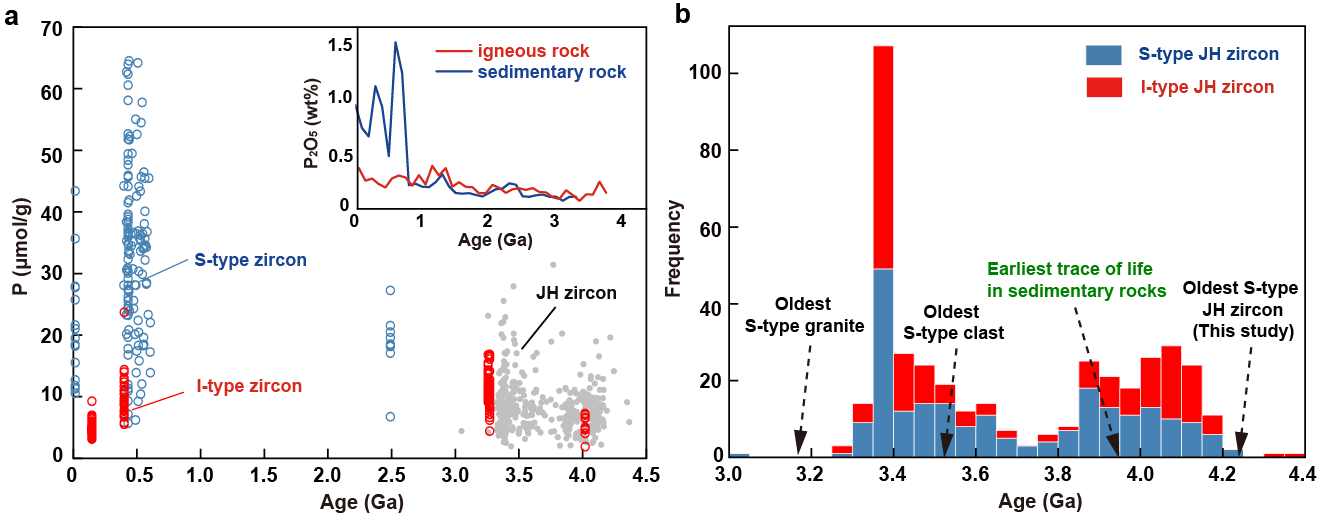 a
70
60
50
40
30
20
10
0
P (μmol/g)
0 0.5 1.0 1.5 2.0 2.5 3.0 3.5 4.0 4.5
Age (Ga)
S-type zircon
I-type zircon
JH zircon
1.5
1.0
0.5
0
P₂O₅ (wt%)
igneous rock
sedimentary rock
0 1 2 3 4
Age (Ga)
b
100
80
60
40
20
0
Frequency
3.0 3.2 3.4 3.6 3.8 4.0 4.2 4.4
Age (Ga)
S-type JH zircon
I-type JH zircon
Oldest
S-type granite
Oldest
S-type clast
Earliest trace of life
in sedimentary rocks
Oldest S-type
JH zircon
(This study)